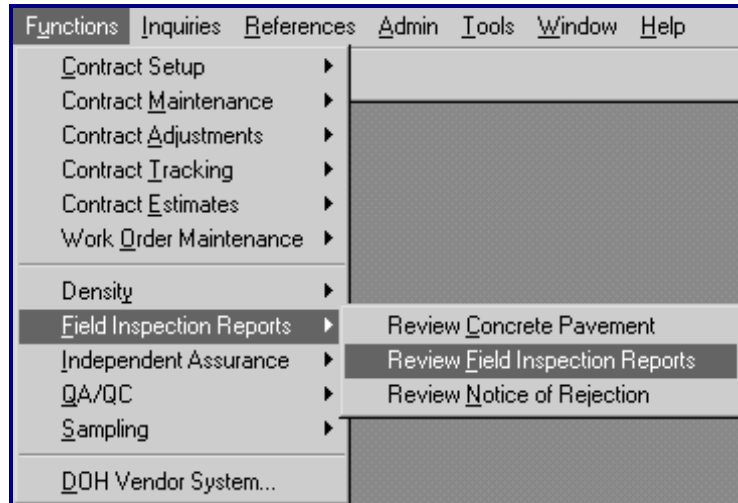 Functions Inquiries References Admin Tools Window Help
Contract Setup
Contract Maintenance
Contract Adjustments
Contract Tracking
Contract Estimates
Work Order Maintenance
Density
Field Inspection Reports
Independent Assurance
QA/QC
Sampling
DOH Vendor System...
Review Concrete Pavement
Review Field Inspection Reports
Review Notice of Rejection